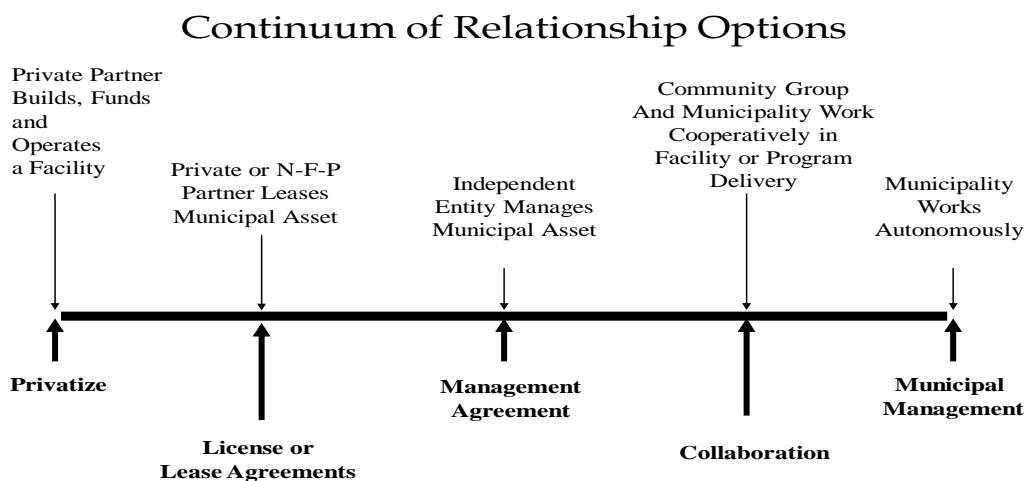 Continuum of Relationship Options
Private Partner
Builds, Funds
and
Operates
a Facility
Private or N-F-P
Partner Leases
Municipal Asset
Independent
Entity Manages
Municipal Asset
Community Group
And Municipality Work
Cooperatively in
Facility or Program
Delivery
Municipality
Works
Autonomously
Privatize
License or
Lease Agreements
Management
Agreement
Collaboration
Municipal
Management